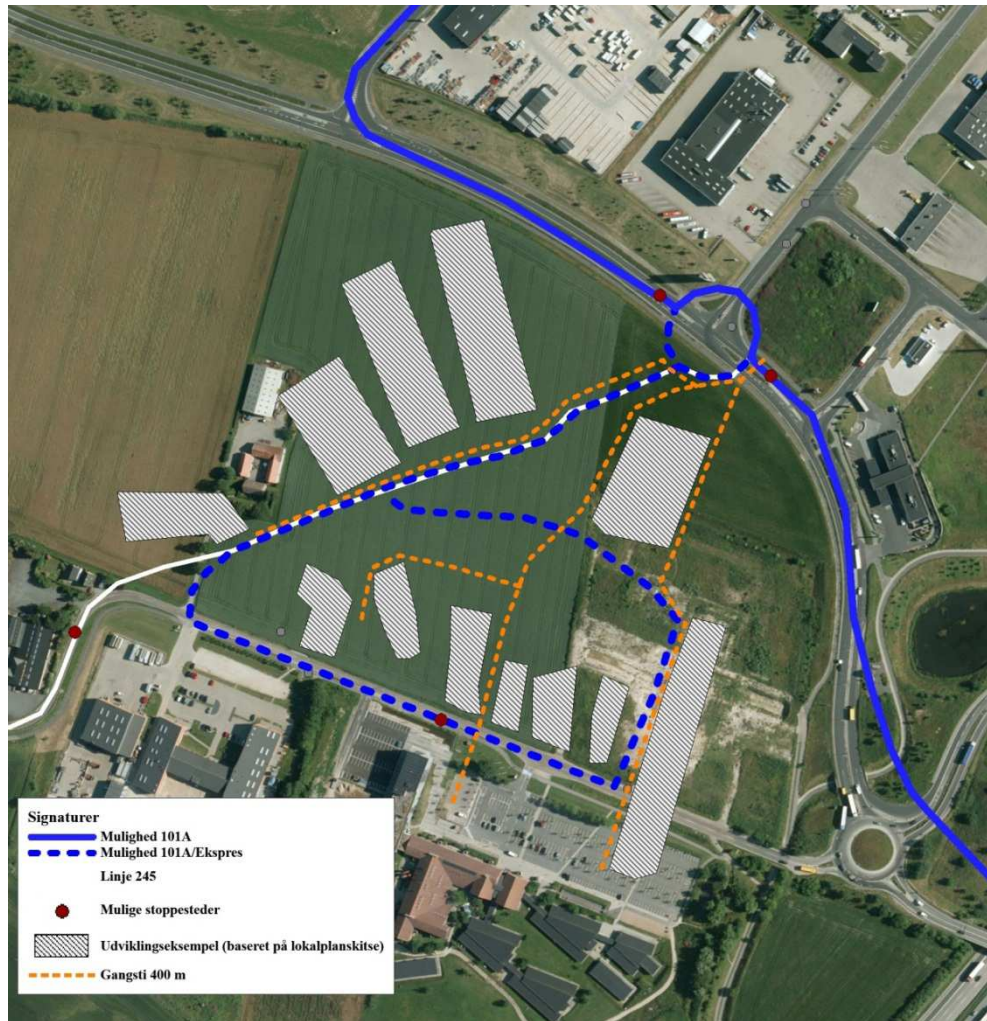 Signaturer
Mulighed 101A
Mulighed 101A/Ekspres
Linje 245
Mulige stoppesteder
Udviklingseksempel (baseret på lokalplanskitse)
Gangsti 400 m